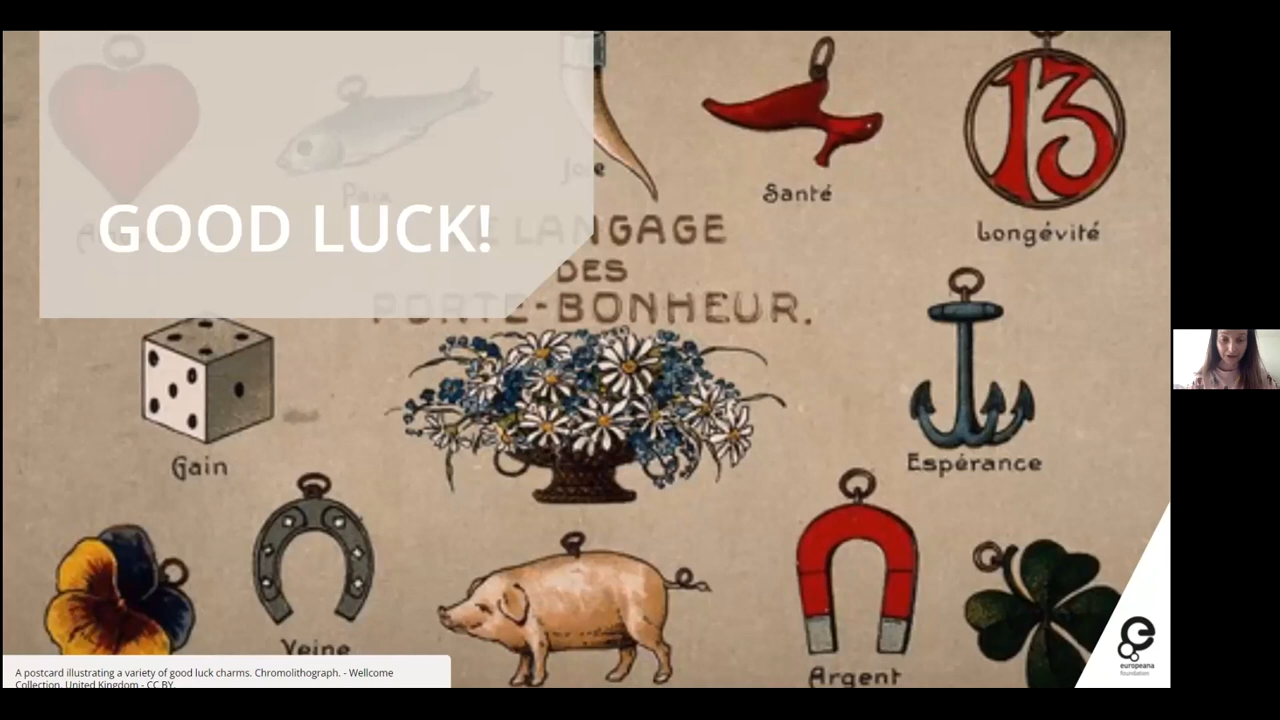 Joie
Santé
Paix
Longévité
GOOD LUCK!
LANGAGE
DES
PORTE-BONHEUR.
Gain
Espérance
Veine
Argent
A postcard illustrating a variety of good luck charms. Chromolithograph. - Wellcome
Collection, United Kingdom - CC BY.
europeana
foundation